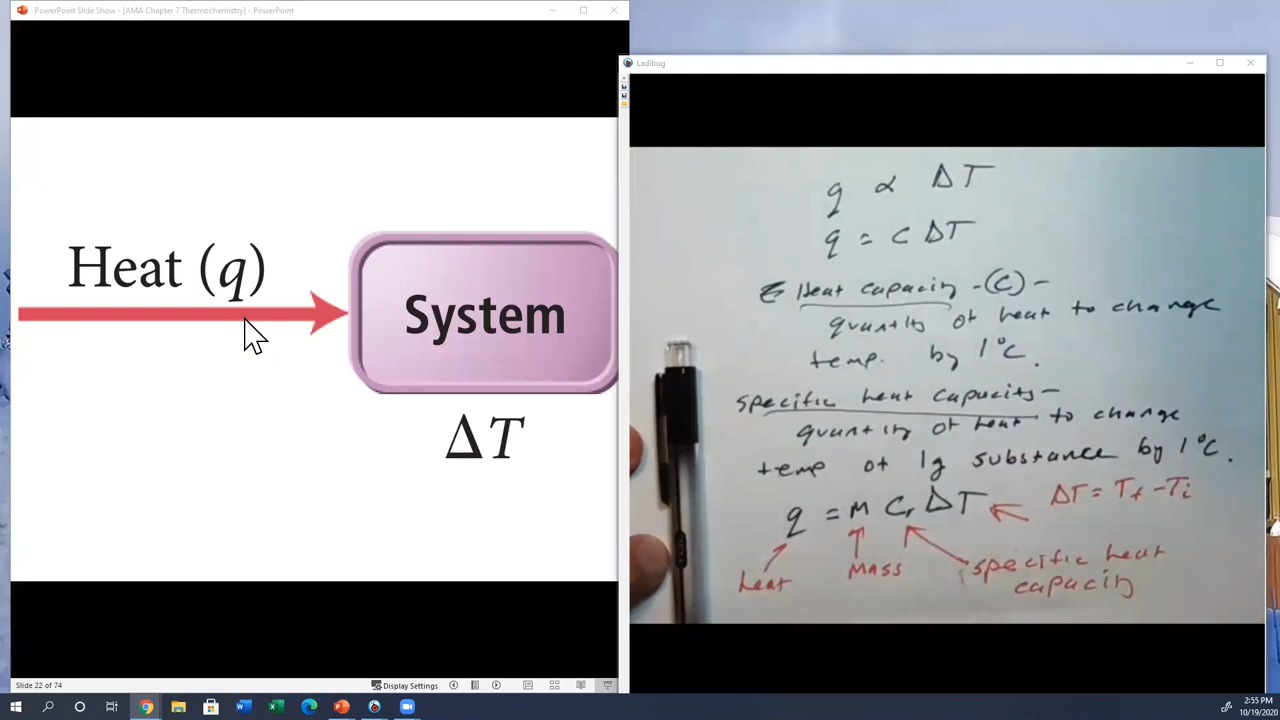 PowerPoint Slide Show - [AMA Chapter 7 Thermochemistry] - PowerPoint
Heat (q)
System
ΔT
Slide 22 of 74
Display Settings
Ladibug
q α ΔT
q = C ΔT
Heat capacity -(C)-
quantity of heat to change
temp. by 1°C.
specific heat capacity-
quantity of heat to change
temp of 1g substance by 1°C.
q = M Cs ΔT
ΔT = Tf - Ti
heat
Mass
specific heat
capacity
2:55 PM
10/19/2020